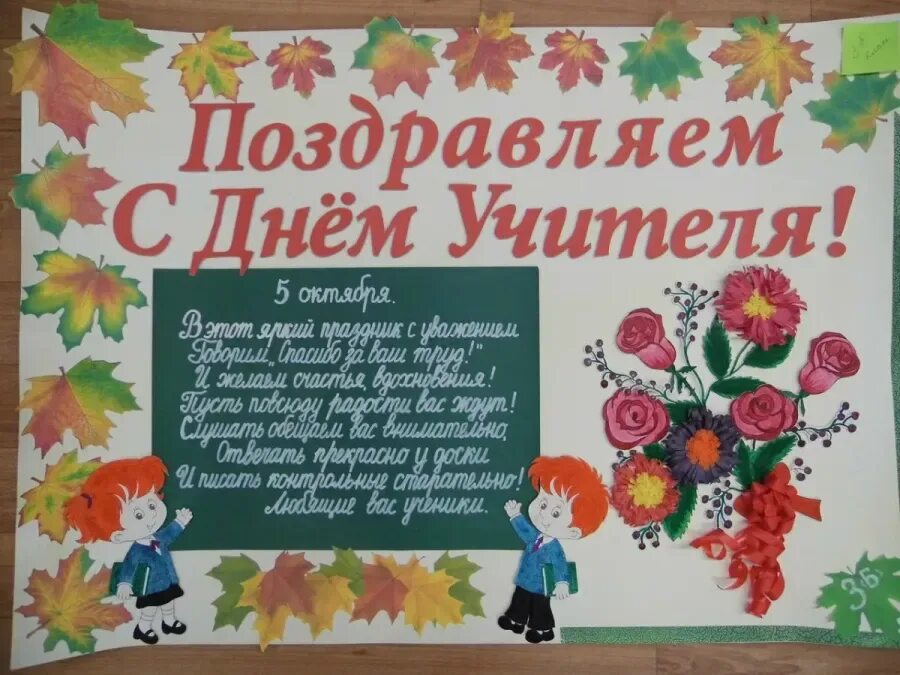 Поздравляем
С Днём Учителя!
5 октября.
В этот яркий праздник с уважением
Говорим "Спасибо за ваш труд!"
И желаем счастья, вдохновения!
Пусть повсюду радости вас ждут!
Слушать обещаем вас внимательно,
Отвечать прекрасно у доски
И писать контрольные старательно!
Любящие вас ученики.
3Б